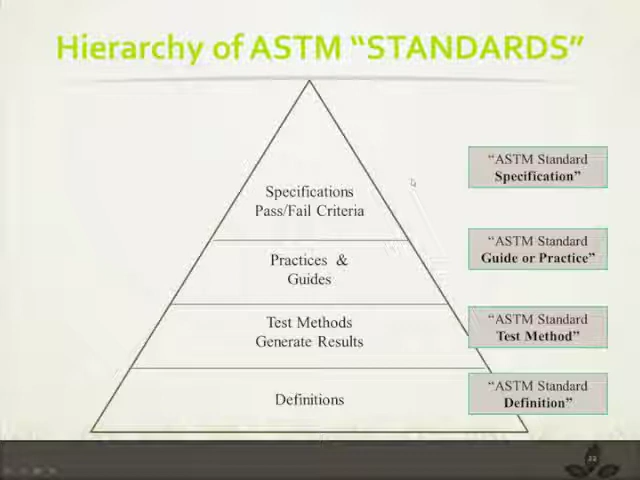 Hierarchy of ASTM “STANDARDS”
Specifications
Pass/Fail Criteria
“ASTM Standard
Specification”
Practices &
Guides
“ASTM Standard
Guide or Practice”
Test Methods
Generate Results
“ASTM Standard
Test Method”
Definitions
“ASTM Standard
Definition”
22